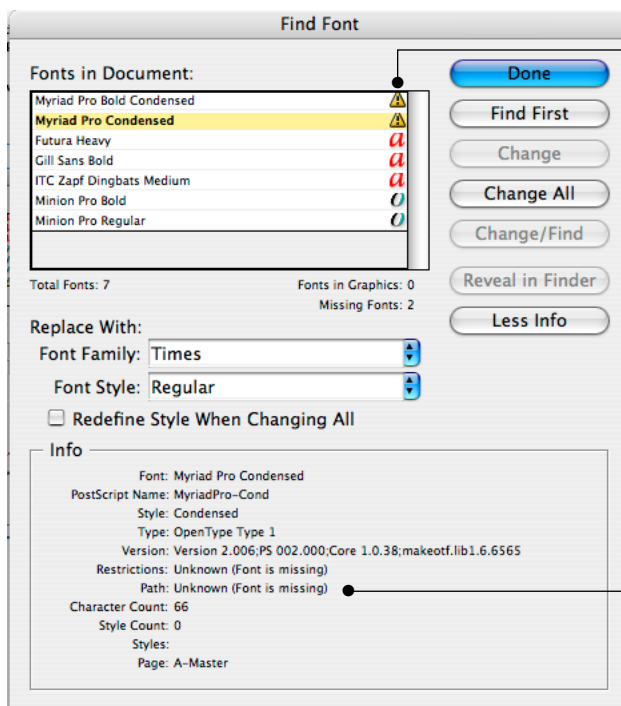 Find Font
Fonts in Document:
Myriad Pro Bold Condensed
Myriad Pro Condensed
Futura Heavy
Gill Sans Bold
ITC Zapf Dingbats Medium
Minion Pro Bold
Minion Pro Regular
Total Fonts: 7 Fonts in Graphics: 0
Missing Fonts: 2
Done
Find First
Change
Change All
Change/Find
Reveal in Finder
Less Info
Replace With:
Font Family: Times
Font Style: Regular
Redefine Style When Changing All
Info
Font: Myriad Pro Condensed
PostScript Name: MyriadPro-Cond
Style: Condensed
Type: OpenType Type 1
Version: Version 2.006;PS 002.000;Core 1.0.38;makeotf.lib1.6.6565
Restrictions: Unknown (Font is missing)
Path: Unknown (Font is missing)
Character Count: 66
Style Count: 0
Styles:
Page: A-Master